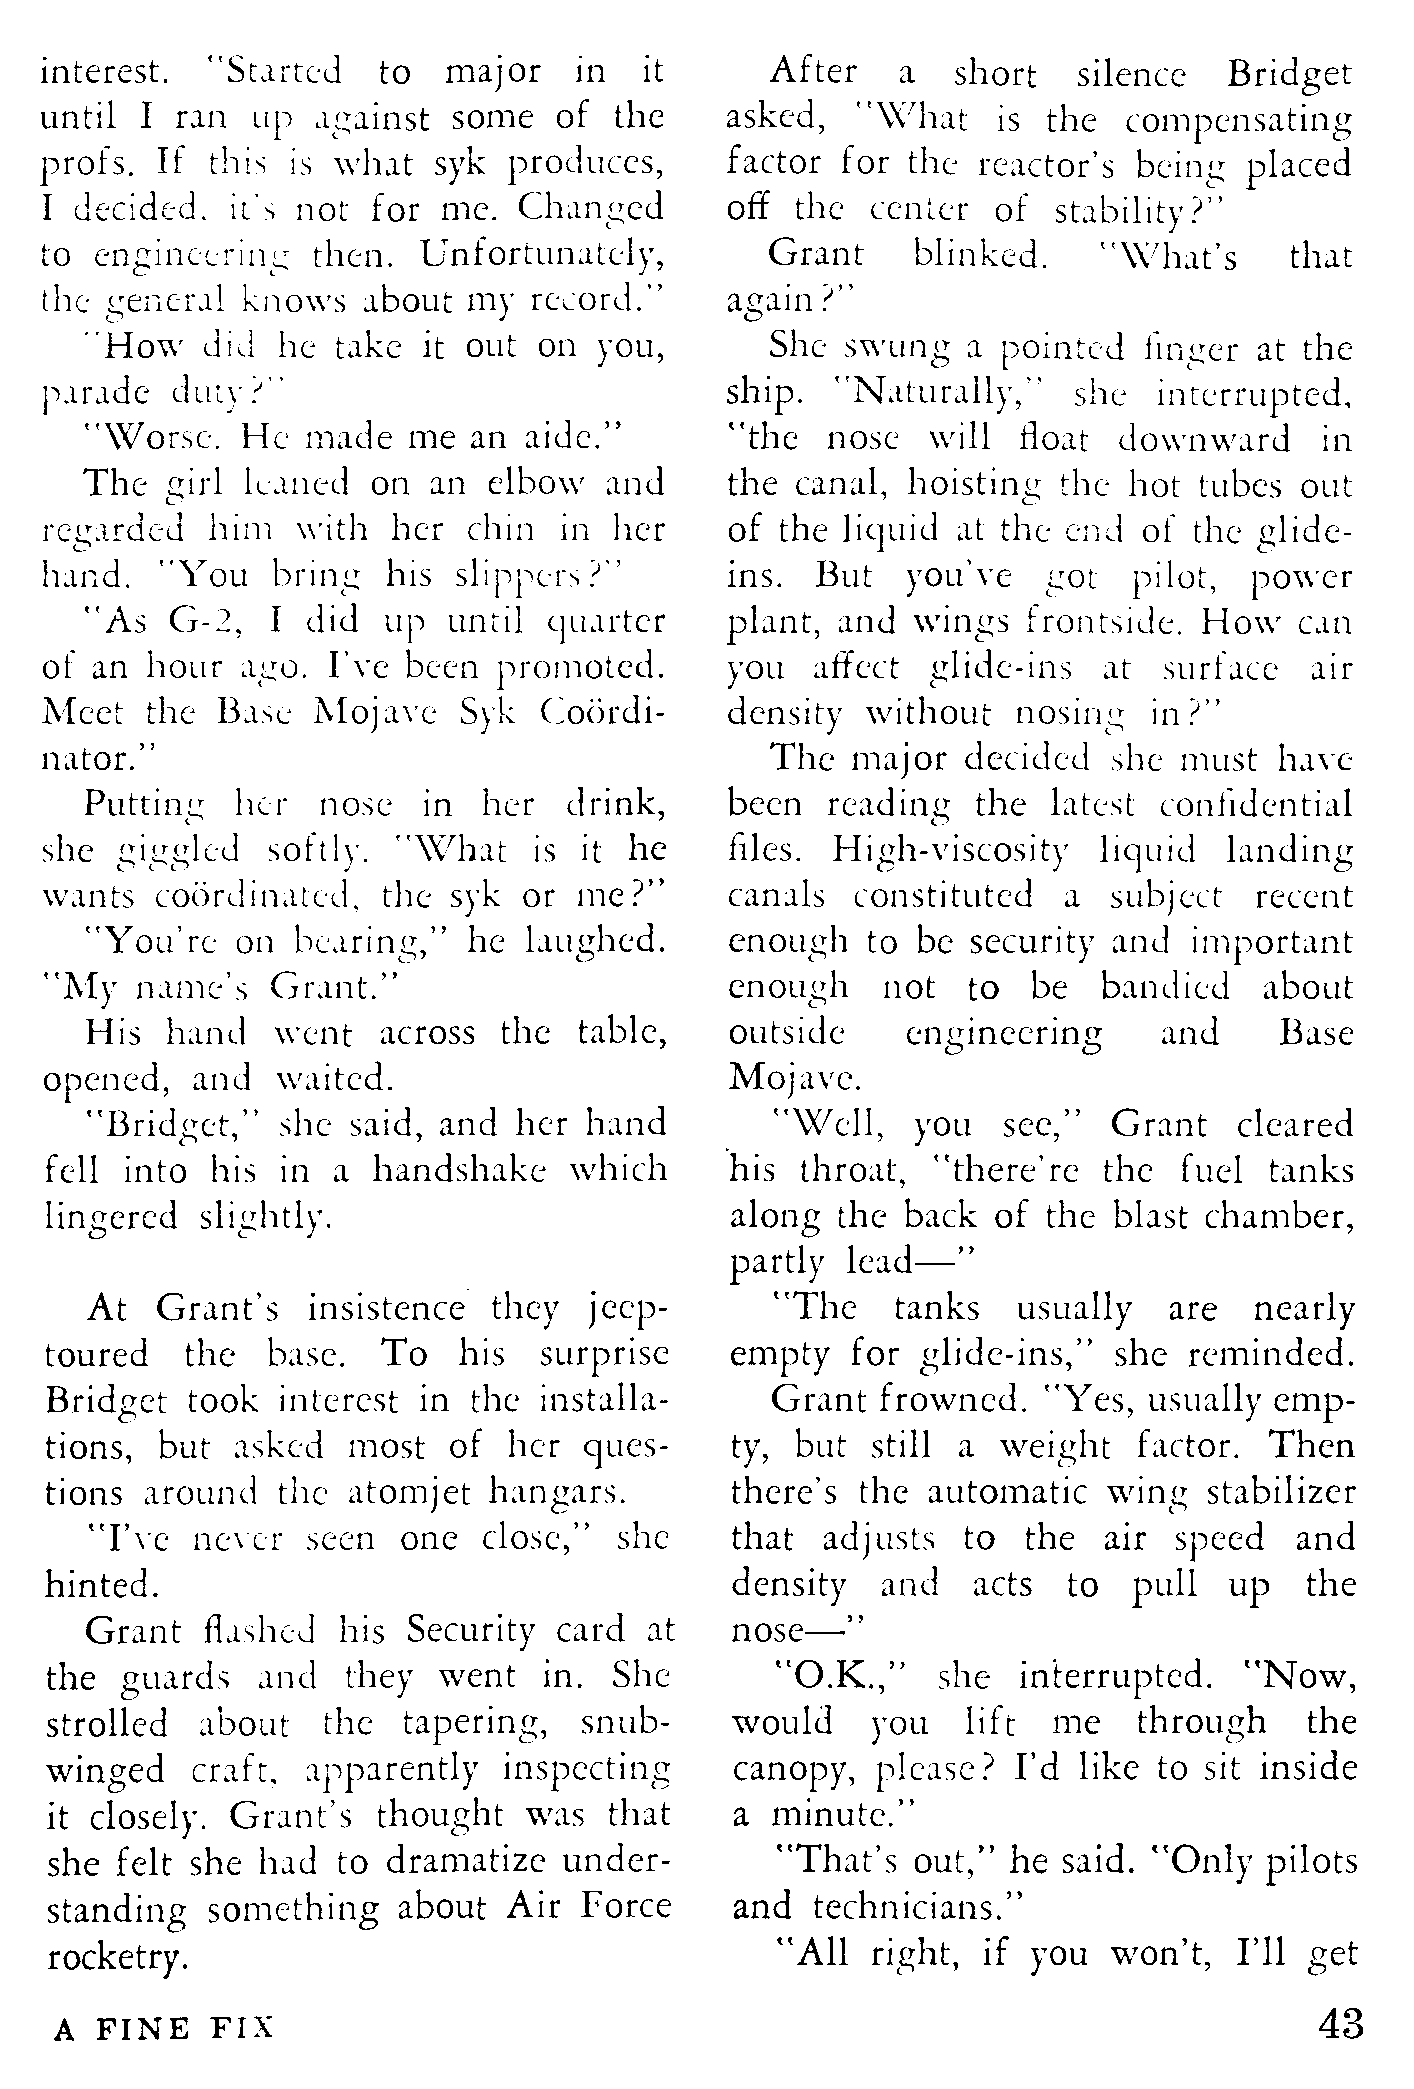 interest. "Started to major in it
until I ran up against some of the
profs. If this is what syk produces,
I decided, it's not for me. Changed
to engineering then. Unfortunately,
the general knows about my record."
"How did he take it out on you,
parade duty?"
"Worse. He made me an aide."
The girl leaned on an elbow and
regarded him with her chin in her
hand. "You bring his slippers?"
"As G-2, I did up until quarter
of an hour ago. I've been promoted.
Meet the Base Mojave Syk Coördi-
nator."
Putting her nose in her drink,
she giggled softly. "What is it he
wants coördinated, the syk or me?"
"You're on bearing," he laughed.
"My name's Grant."
His hand went across the table,
opened, and waited.
"Bridget," she said, and her hand
fell into his in a handshake which
lingered slightly.
At Grant's insistence they jeep-
toured the base. To his surprise
Bridget took interest in the installa-
tions, but asked most of her ques-
tions around the atomjet hangars.
"I've never seen one close," she
hinted.
Grant flashed his Security card at
the guards and they went in. She
strolled about the tapering, snub-
winged craft, apparently inspecting
it closely. Grant's thought was that
she felt she had to dramatize under-
standing something about Air Force
rocketry.
After a short silence Bridget
asked, "What is the compensating
factor for the reactor's being placed
off the center of stability?"
Grant blinked. "What's that
again?"
She swung a pointed finger at the
ship. "Naturally," she interrupted,
"the nose will float downward in
the canal, hoisting the hot tubes out
of the liquid at the end of the glide-
ins. But you've got pilot, power
plant, and wings frontside. How can
you affect glide-ins at surface air
density without nosing in?"
The major decided she must have
been reading the latest confidential
files. High-viscosity liquid landing
canals constituted a subject recent
enough to be security and important
enough not to be bandied about
outside engineering and Base
Mojave.
"Well, you see," Grant cleared
his throat, "there're the fuel tanks
along the back of the blast chamber,
partly lead—"
"The tanks usually are nearly
empty for glide-ins," she reminded.
Grant frowned. "Yes, usually emp-
ty, but still a weight factor. Then
there's the automatic wing stabilizer
that adjusts to the air speed and
density and acts to pull up the
nose—"
"O.K.," she interrupted. "Now,
would you lift me through the
canopy, please? I'd like to sit inside
a minute."
"That's out," he said. "Only pilots
and technicians."
"All right, if you won't, I'll get
A FINE FIX
43